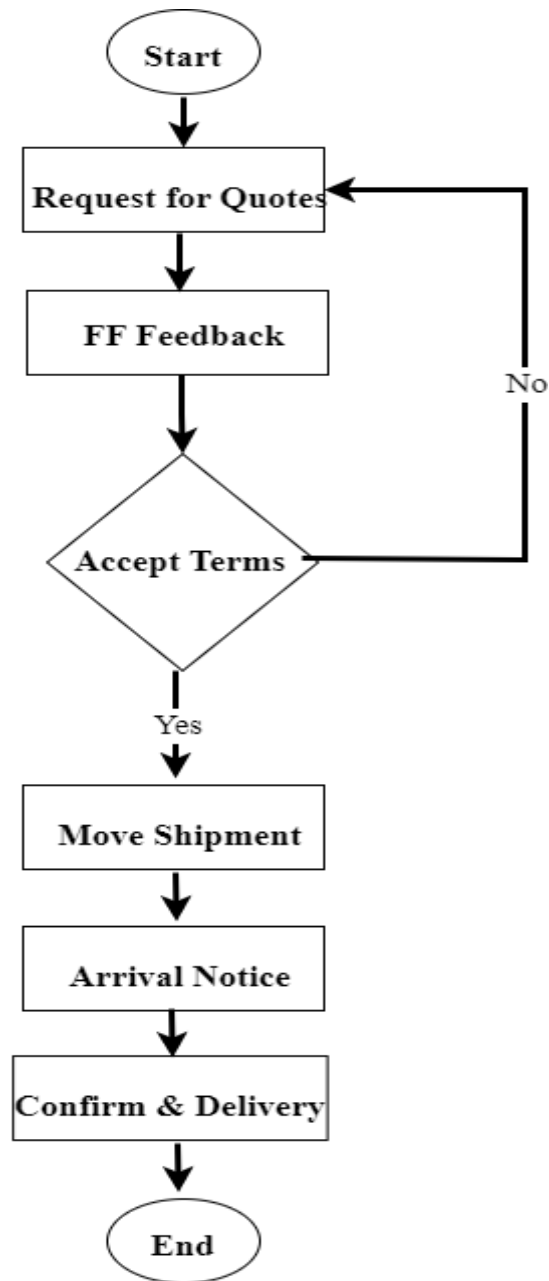 Start
Request for Quotes
FF Feedback
No
Accept Terms
Yes
Move Shipment
Arrival Notice
Confirm & Delivery
End